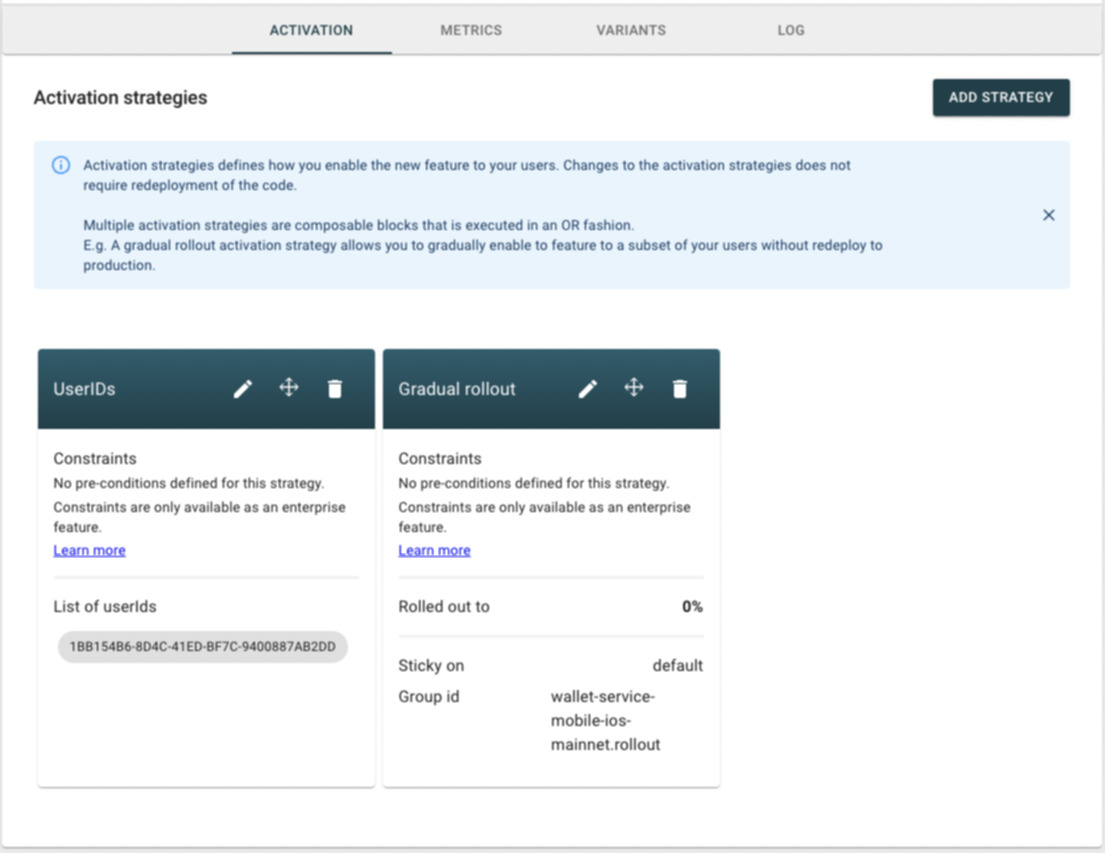 ACTIVATION METRICS VARIANTS LOG
Activation strategies
ADD STRATEGY
Activation strategies defines how you enable the new feature to your users. Changes to the activation strategies does not
require redeployment of the code.
Multiple activation strategies are composable blocks that is executed in an OR fashion.
E.g. A gradual rollout activation strategy allows you to gradually enable to feature to a subset of your users without redeploy to
production.
UserIDs
Constraints
No pre-conditions defined for this strategy.
Constraints are only available as an enterprise
feature.
Learn more
List of userIds
1BB154B6-8D4C-41ED-BF7C-9400887AB2DD
Gradual rollout
Constraints
No pre-conditions defined for this strategy.
Constraints are only available as an enterprise
feature.
Learn more
Rolled out to 0%
Sticky on default
Group id wallet-service-
mobile-ios-
mainnet.rollout